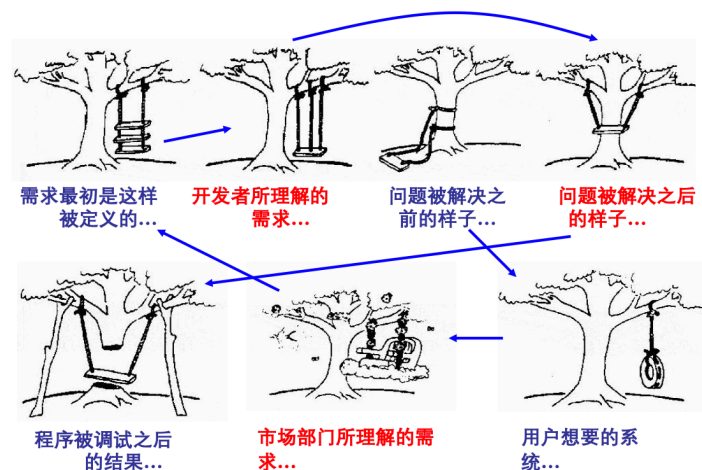 需求最初是这样
被定义的…
开发者所理解的
需求…
问题被解决之
前的样子…
问题被解决之后
的样子…
程序被调试之后
的结果…
市场部门所理解的需
求…
用户想要的系
统…